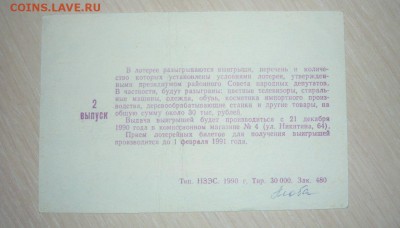 COINS.LAVE.RU
В лотерее разыгрываются выигрыши, перечень и количество которых установлены условиями лотереи, утвержденными президиумом районного Совета народных депутатов.
В частности, будут разыграны: цветные телевизоры, стиральные машины, одежда, обувь, косметика импортного производства, деревообрабатывающие станки и другие товары, на общую сумму около 30 тыс. рублей.
Выдача выигрышей будет производиться с 21 декабря
1990 года в комиссионном магазине № 4 (ул. Никитина, 64).
Прием лотерейных билетов для получения выигрышей
производится до 1 февраля 1991 года.
2
выпуск
Тип. НЭЭС. 1990 г. Тир. 30 000. Зак. 480
COINS.LAVE.RU